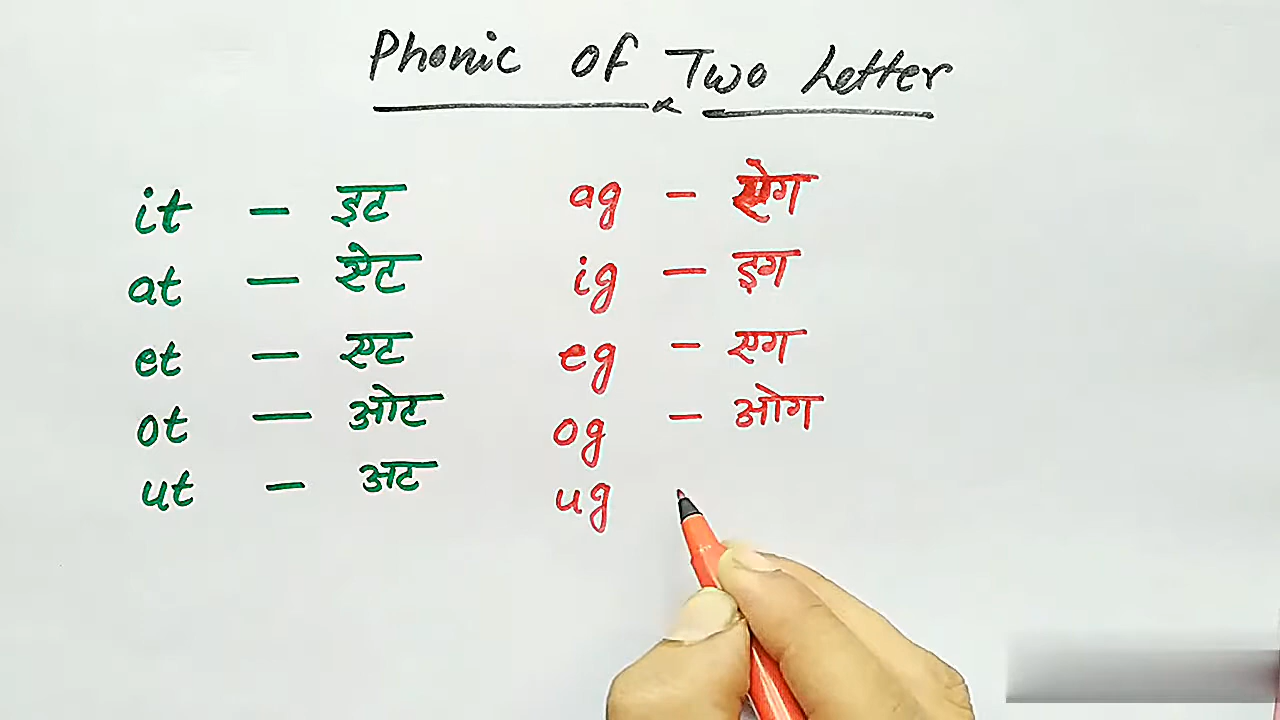 Phonic of Two Letter
it - इट
at - ऐट
et - एट
ot - ओट
ut - अट
ag - ऐग
ig - इग
eg - एग
og - ओग
ug